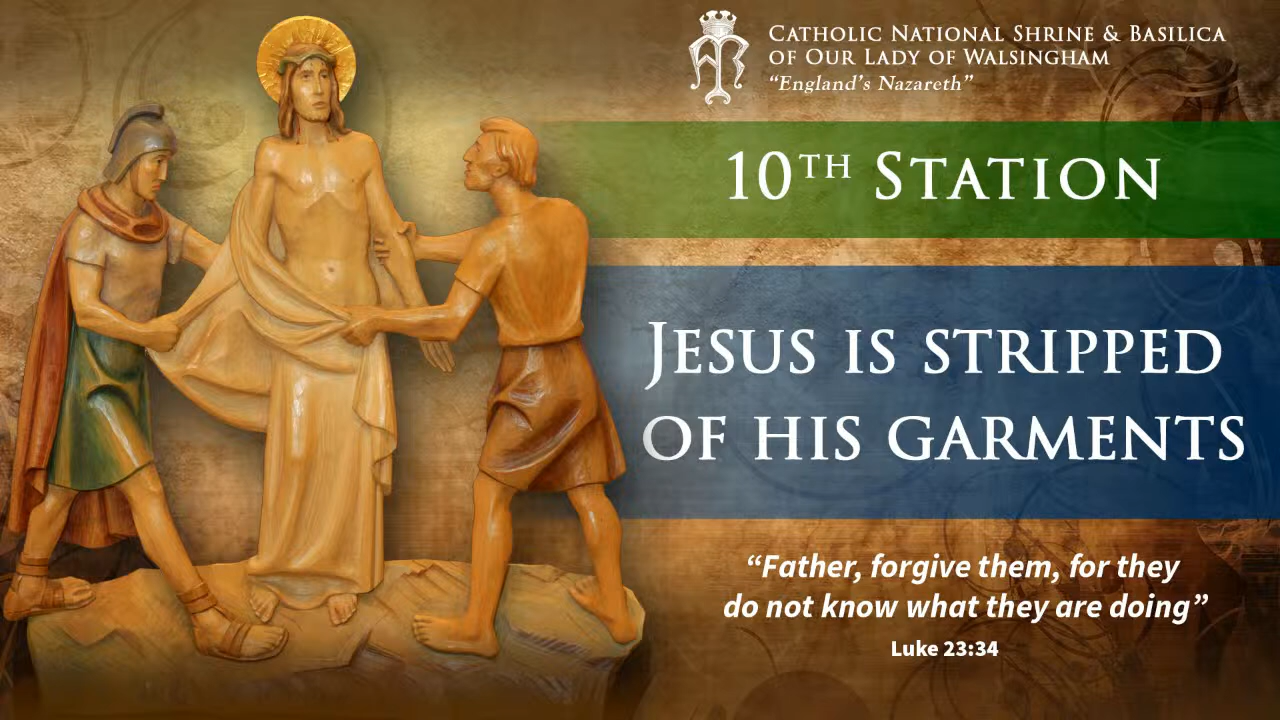 Catholic National Shrine & Basilica
of Our Lady of Walsingham
“England’s Nazareth”
10th Station
Jesus is stripped
of his garments
“Father, forgive them, for they
do not know what they are doing”
Luke 23:34